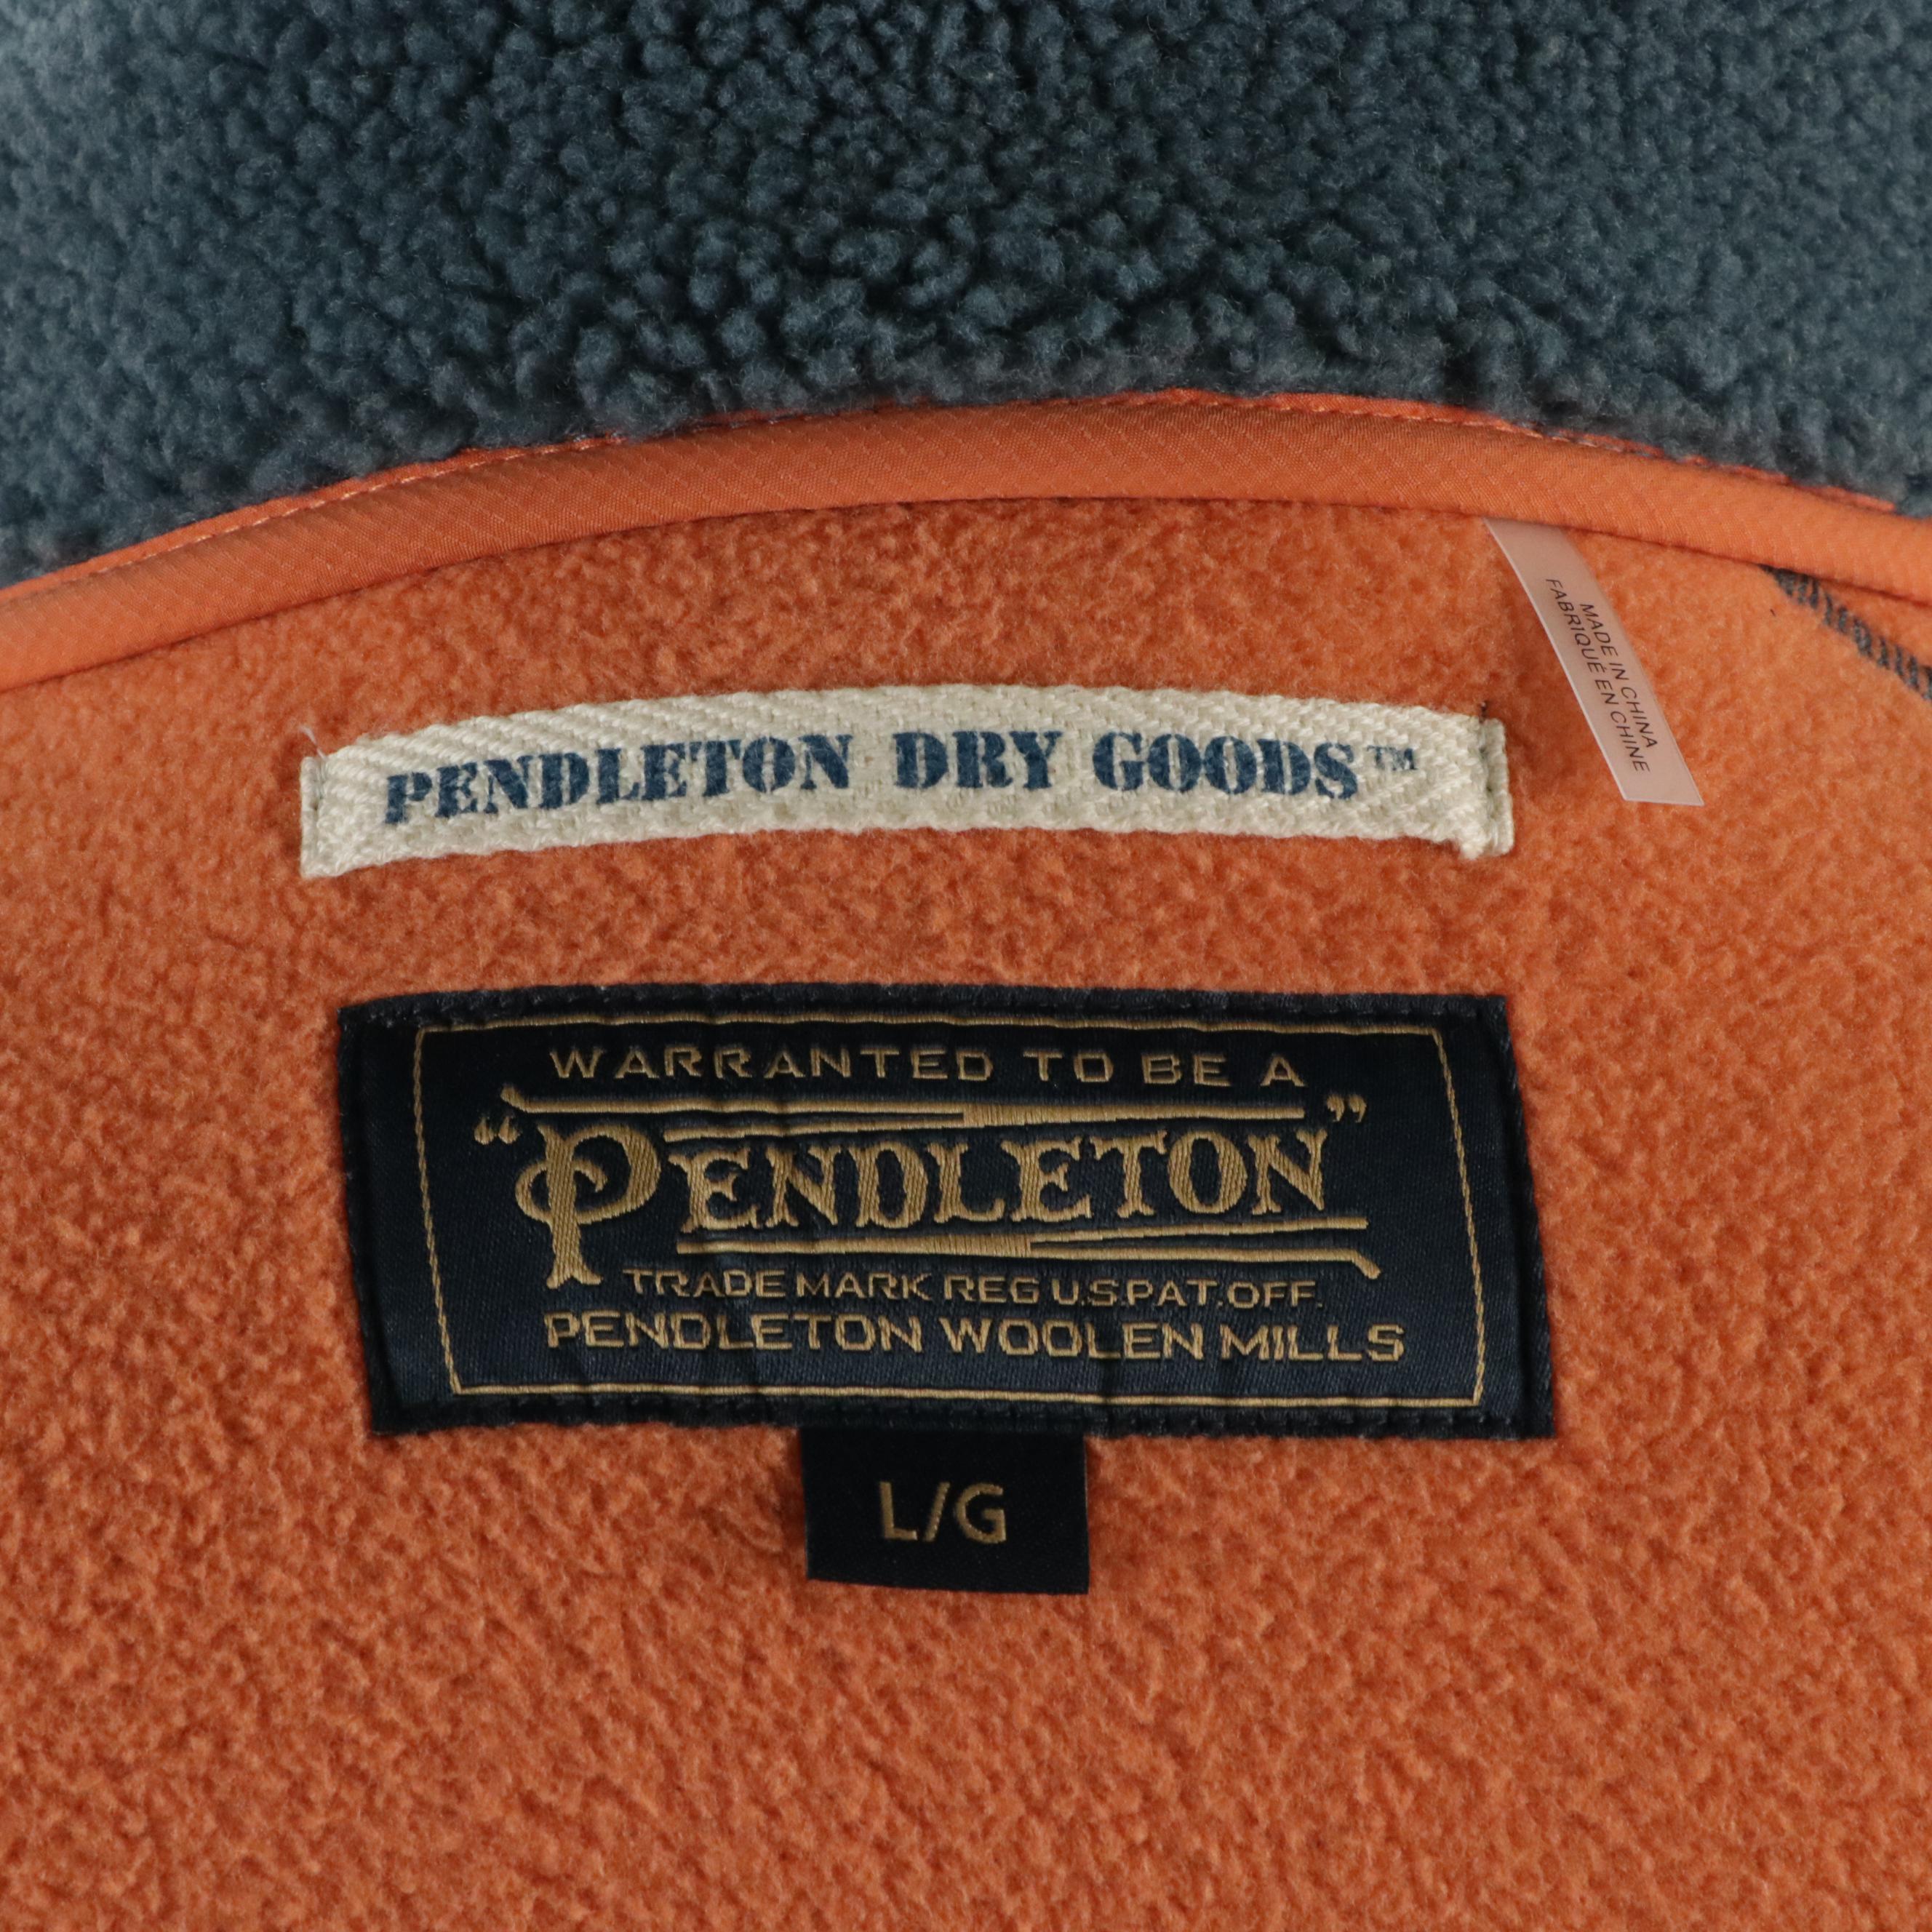 MADE IN CHINA
FABRIQUÉ EN CHINE
PENDLETON DRY GOODS™
WARRANTED TO BE A
"PENDLETON"
TRADE MARK REG U.S.PAT.OFF.
PENDLETON WOOLEN MILLS
L/G